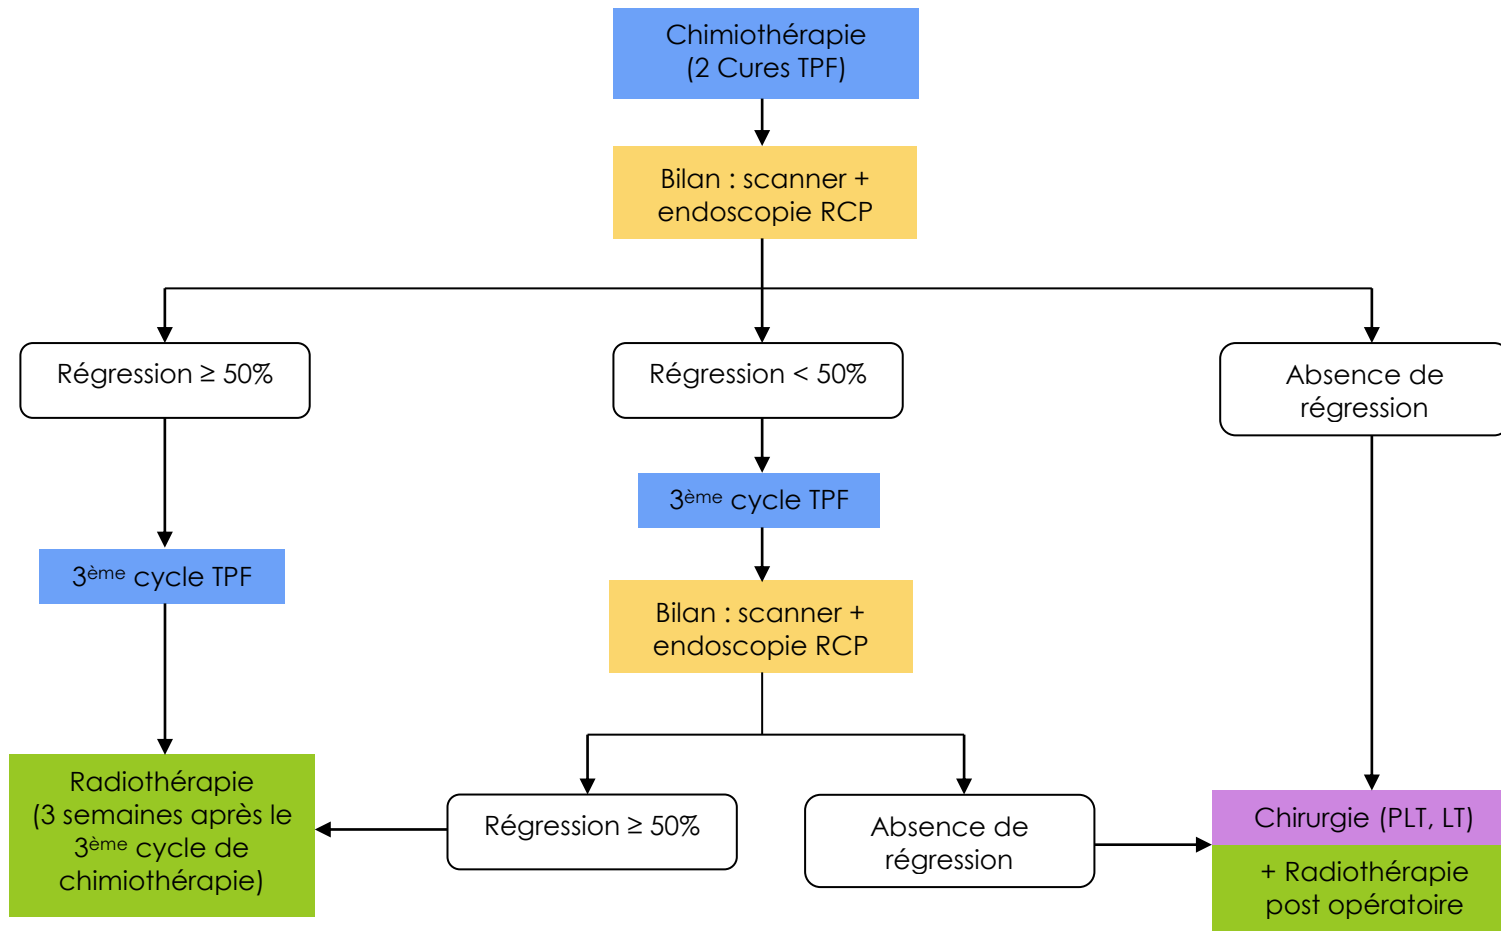 Chimiothérapie
(2 Cures TPF)
Bilan : scanner +
endoscopie RCP
Régression ≥ 50%
Régression < 50%
Absence de
régression
3ème cycle TPF
3ème cycle TPF
Bilan : scanner +
endoscopie RCP
Radiothérapie
(3 semaines après le
3ème cycle de
chimiothérapie)
Régression ≥ 50%
Absence de
régression
Chirurgie (PLT, LT)
+ Radiothérapie
post opératoire